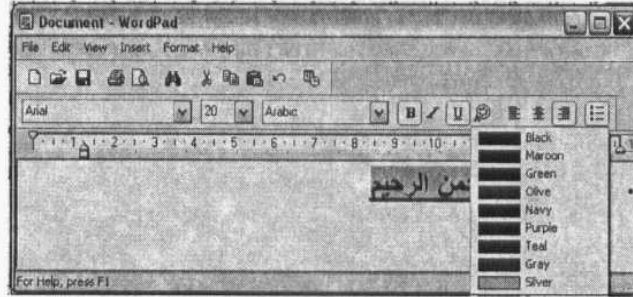 Document - WordPad
File Edit View Insert Format Help
Arial 20 Arabic B I U
1 2 3 4 5 6 7 8 9 10
الرحيم
Black
Maroon
Green
Olive
Navy
Purple
Teal
Gray
Silver
For Help, press F1